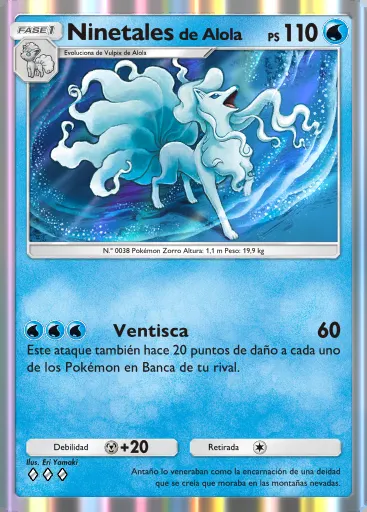 FASE 1
Ninetales de Alola
PS 110
Evoluciona de Vulpix de Alola
N.º 0038 Pokémon Zorro Altura: 1,1 m Peso: 19,9 kg
Ventisca 60
Este ataque también hace 20 puntos de daño a cada uno
de los Pokémon en Banca de tu rival.
Debilidad +20 Retirada
Ilus. Eri Yamaki
Antaño lo veneraban como la encarnación de una deidad
que se creía que moraba en las montañas nevadas.